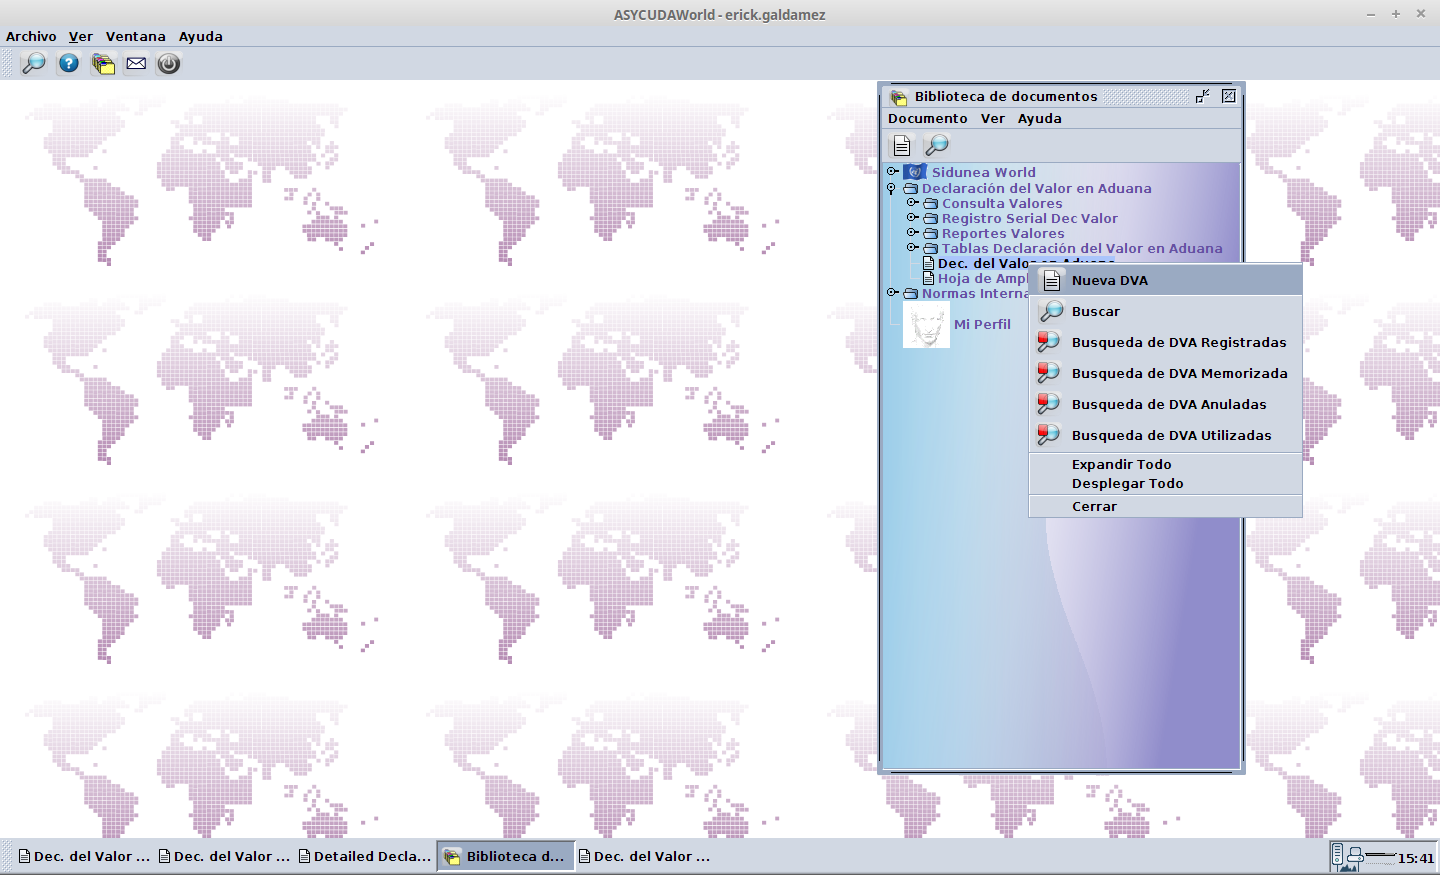 ASYCUDAWorld - erick.galdamez
Archivo Ver Ventana Ayuda
Biblioteca de documentos
Documento Ver Ayuda
Sidunea World
Declaración del Valor en Aduana
Consulta Valores
Registro Serial Dec Valor
Reportes Valores
Tablas Declaración del Valor en Aduana
Dec. del Valor en Aduana
Hoja de Ampl
Normas Interna
Mi Perfil
Nueva DVA
Buscar
Busqueda de DVA Registradas
Busqueda de DVA Memorizada
Busqueda de DVA Anuladas
Busqueda de DVA Utilizadas
Expandir Todo
Desplegar Todo
Cerrar
Dec. del Valor ... Dec. del Valor ... Detailed Decla... Biblioteca d... Dec. del Valor ... 15:41